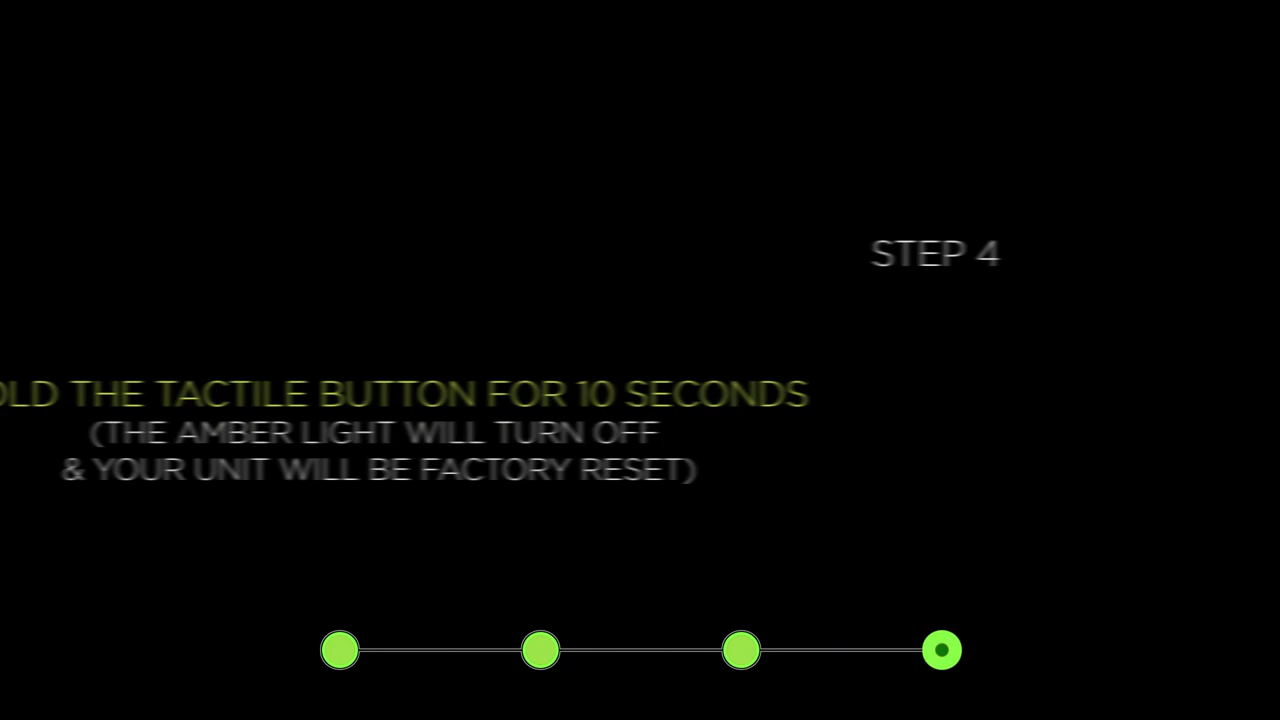 STEP 4
OLD THE TACTILE BUTTON FOR 10 SECONDS
(THE AMBER LIGHT WILL TURN OFF
& YOUR UNIT WILL BE FACTORY RESET)